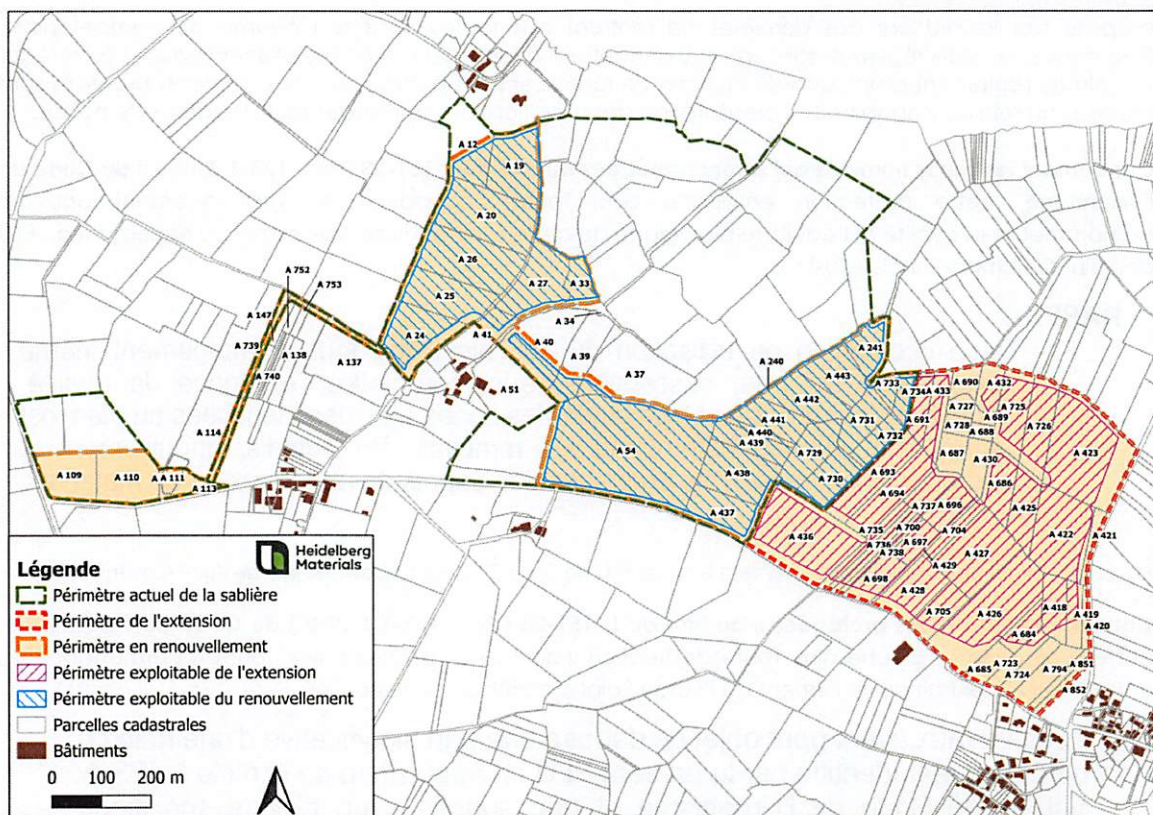 A 12
A 19
A 20
A 26
A 25
A 27
A 33
A 24
A 41
A 34
A 40
A 39
A 37
A 51
A 752
A 753
A 147
A 739
A 138
A 137
A 740
A 114
A 109
A 110
A 111
A 113
A 240
A 241
A 443
A 733
A 734
A 442
A 441
A 440
A 439
A 731
A 732
A 729
A 730
A 438
A 437
A 54
A 433
A 690
A 432
A 691
A 727
A 725
A 689
A 728
A 688
A 726
A 687
A 430
A 423
A 693
A 686
A 694
A 737
A 696
A 425
A 436
A 735
A 700
A 704
A 422
A 421
A 736
A 697
A 738
A 427
A 429
A 698
A 428
A 705
A 426
A 418
A 419
A 420
A 684
A 685
A 723
A 724
A 794
A 851
A 852
Légende
Heidelberg
Materials
Périmètre actuel de la sablière
Périmètre de l'extension
Périmètre en renouvellement
Périmètre exploitable de l'extension
Périmètre exploitable du renouvellement
Parcelles cadastrales
Bâtiments
0 100 200 m